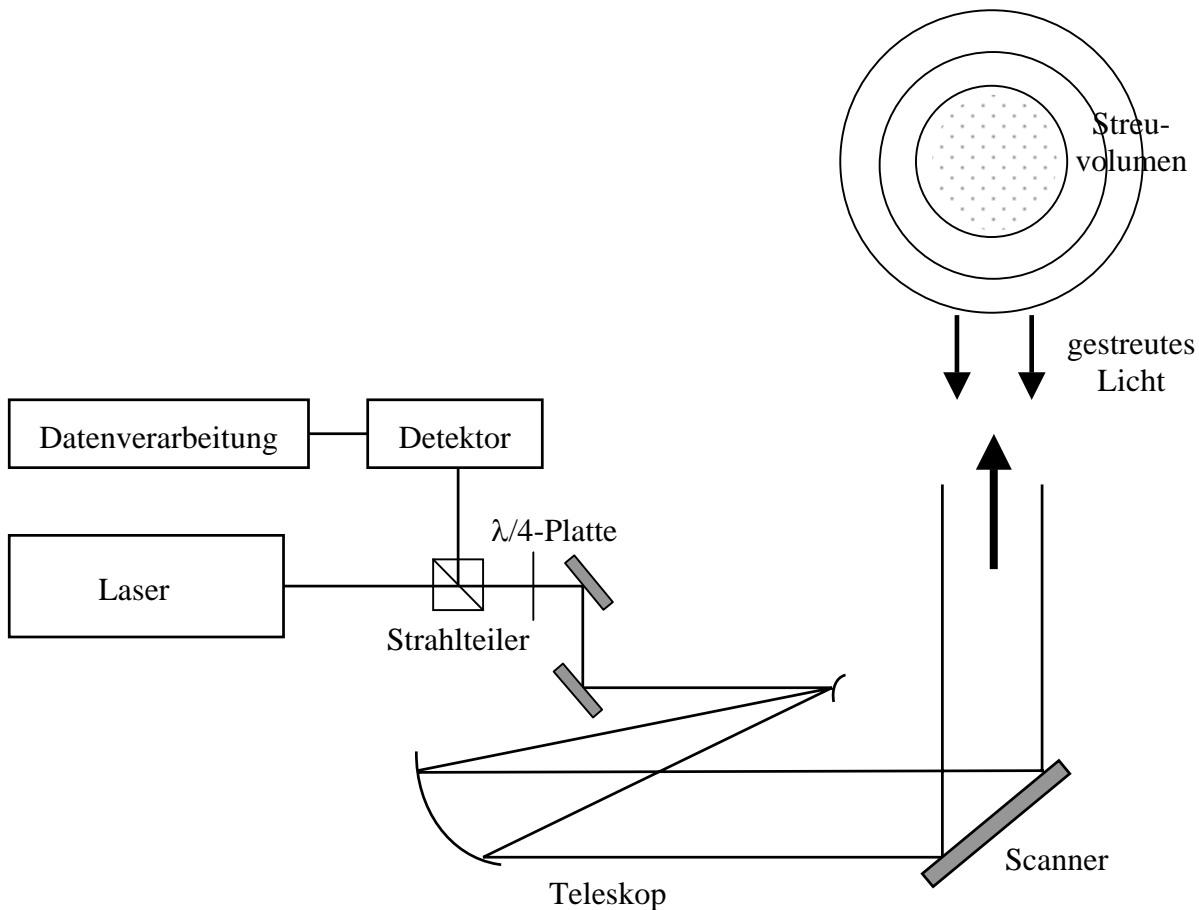 Streu-
volumen
gestreutes
Licht
Datenverarbeitung
Detektor
λ/4-Platte
Laser
Strahlteiler
Scanner
Teleskop